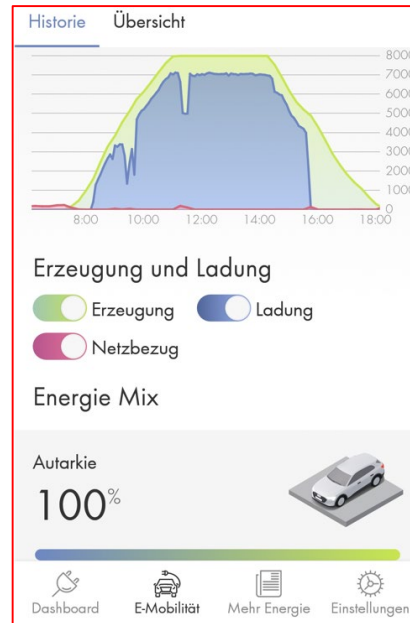 Historie Übersicht
8000
7000
6000
5000
4000
3000
2000
1000
0
8:00 10:00 12:00 14:00 16:00 18:00
Erzeugung und Ladung
Erzeugung Ladung
Netzbezug
Energie Mix
Autarkie
100%
Dashboard E-Mobilität Mehr Energie Einstellungen